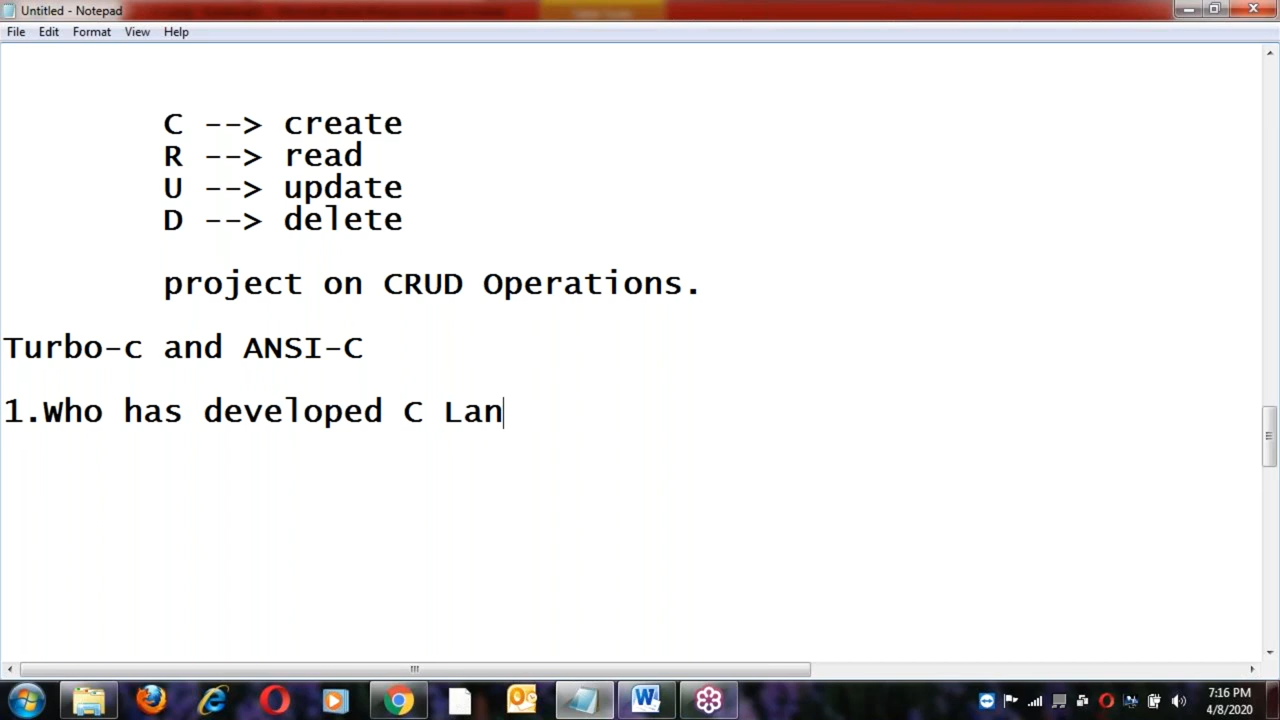 Untitled - Notepad
File Edit Format View Help
C --> create
R --> read
U --> update
D --> delete
project on CRUD Operations.
Turbo-c and ANSI-C
1.Who has developed C Lan
7:16 PM
4/8/2020